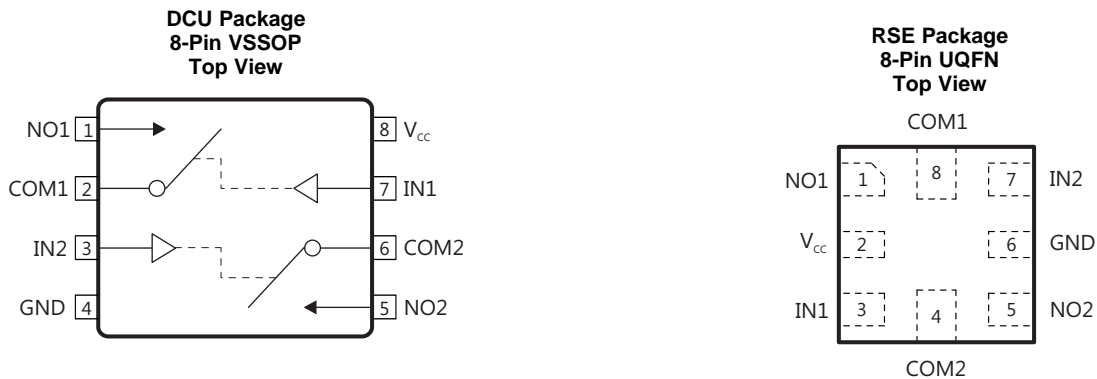 DCU Package
8-Pin VSSOP
Top View
NO1 1
8 Vcc
COM1 2
7 IN1
IN2 3
6 COM2
GND 4
5 NO2
RSE Package
8-Pin UQFN
Top View
COM1
NO1 1
8
7 IN2
Vcc 2
6 GND
IN1 3
4
5 NO2
COM2